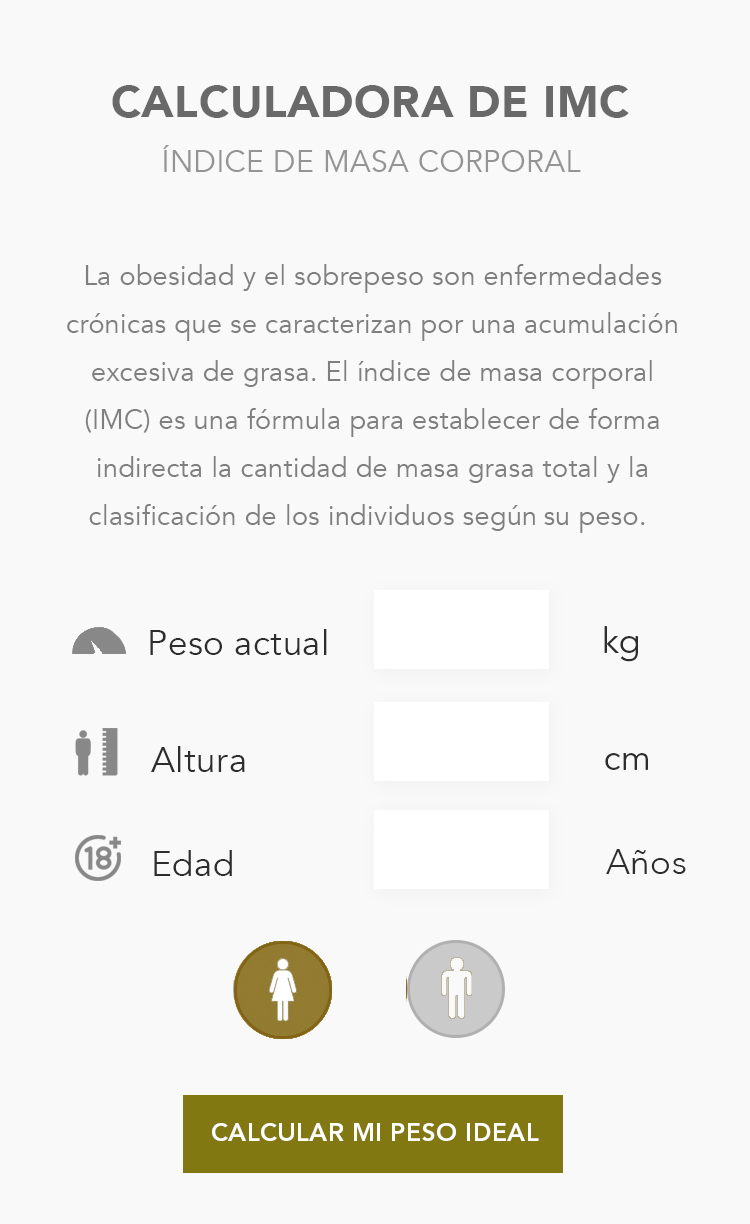 CALCULADORA DE IMC
ÍNDICE DE MASA CORPORAL
La obesidad y el sobrepeso son enfermedades
crónicas que se caracterizan por una acumulación
excesiva de grasa. El índice de masa corporal
(IMC) es una fórmula para establecer de forma
indirecta la cantidad de masa grasa total y la
clasificación de los individuos según su peso.
Peso actual kg
Altura cm
18+ Edad Años
CALCULAR MI PESO IDEAL